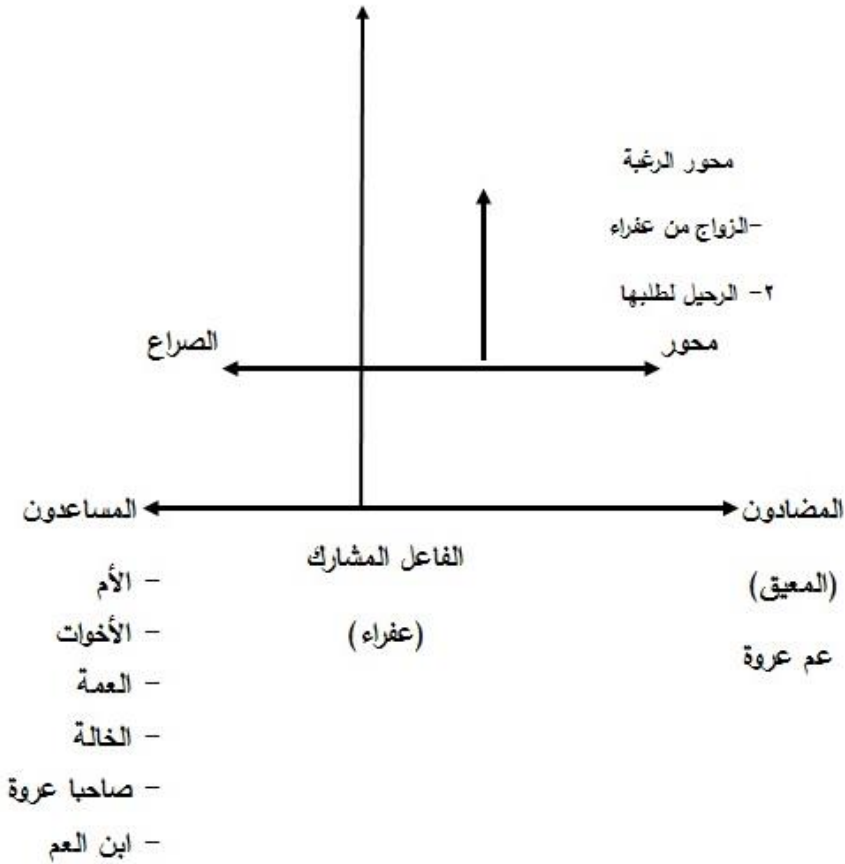 محور الرغبة
-الزواج من عفراء
٢- الرحيل لطلبها
محور الصراع
المضادون المساعدون
(المعيق)
عم عروة
الفاعل المشارك
(عفراء)
- الأم
- الأخوات
- العمة
- الخالة
- صاحبا عروة
- ابن العم